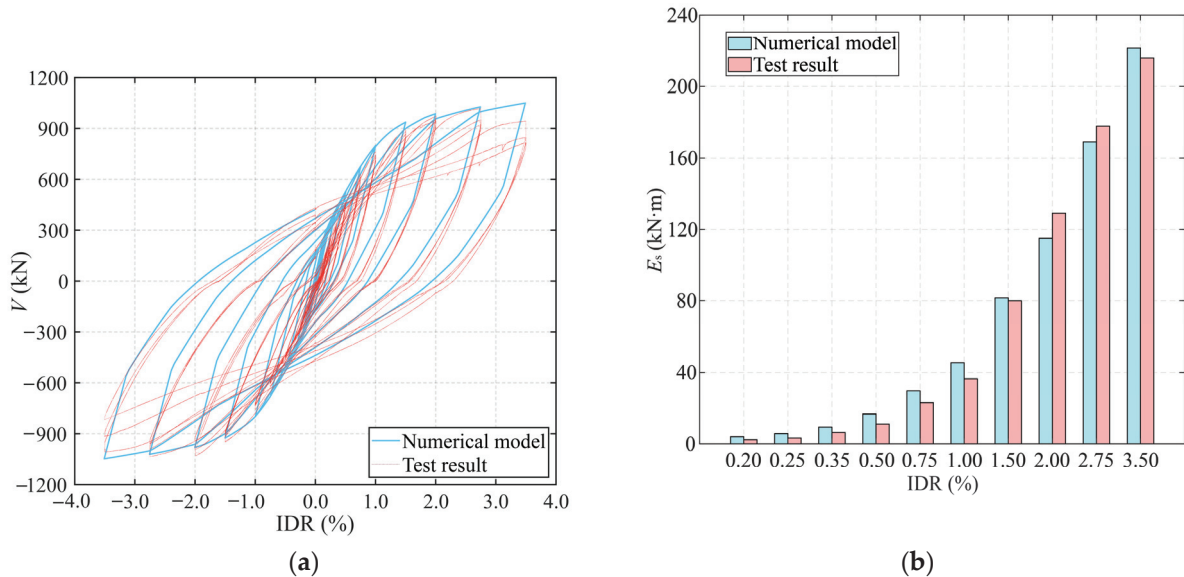 1200
900
600
300
0
−300
−600
−900
−1200
V (kN)
−4.0 −3.0 −2.0 −1.0 0.0 1.0 2.0 3.0 4.0
IDR (%)
Numerical model
Test result
(a)
240
200
160
120
80
40
0
Es (kN·m)
Numerical model
Test result
0.20 0.25 0.35 0.50 0.75 1.00 1.50 2.00 2.75 3.50
IDR (%)
(b)